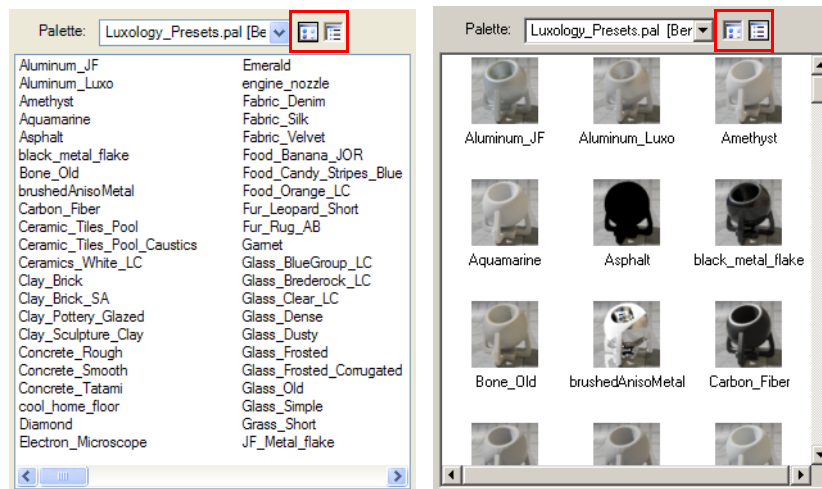 Palette: Luxology_Presets.pal [Be
Aluminum_JF
Aluminum_Luxo
Amethyst
Aquamarine
Asphalt
black_metal_flake
Bone_Old
brushedAnisoMetal
Carbon_Fiber
Ceramic_Tiles_Pool
Ceramic_Tiles_Pool_Caustics
Ceramics_White_LC
Clay_Brick
Clay_Brick_SA
Clay_Pottery_Glazed
Clay_Sculpture_Clay
Concrete_Rough
Concrete_Smooth
Concrete_Tatami
cool_home_floor
Diamond
Electron_Microscope
Emerald
engine_nozzle
Fabric_Denim
Fabric_Silk
Fabric_Velvet
Food_Banana_JOR
Food_Candy_Stripes_Blue
Food_Orange_LC
Fur_Leopard_Short
Fur_Rug_AB
Garnet
Glass_BlueGroup_LC
Glass_Brederock_LC
Glass_Clear_LC
Glass_Dense
Glass_Dusty
Glass_Frosted
Glass_Frosted_Corrugated
Glass_Old
Glass_Simple
Grass_Short
JF_Metal_flake
Palette: Luxology_Presets.pal [Ber
Aluminum_JF Aluminum_Luxo Amethyst
Aquamarine Asphalt black_metal_flake
Bone_Old brushedAnisoMetal Carbon_Fiber